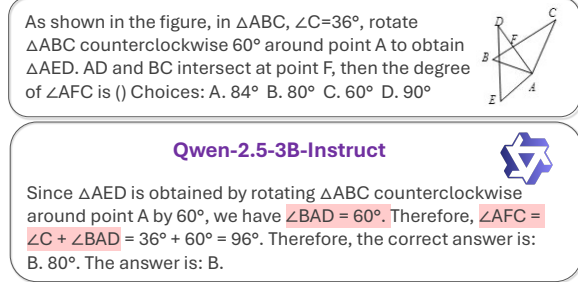 As shown in the figure, in △ABC, ∠C=36°, rotate
△ABC counterclockwise 60° around point A to obtain
△AED. AD and BC intersect at point F, then the degree
of ∠AFC is () Choices: A. 84° B. 80° C. 60° D. 90°
D
C
F
B
A
E
Qwen-2.5-3B-Instruct
Since △AED is obtained by rotating △ABC counterclockwise
around point A by 60°, we have ∠BAD = 60°. Therefore, ∠AFC =
∠C + ∠BAD = 36° + 60° = 96°. Therefore, the correct answer is:
B. 80°. The answer is: B.